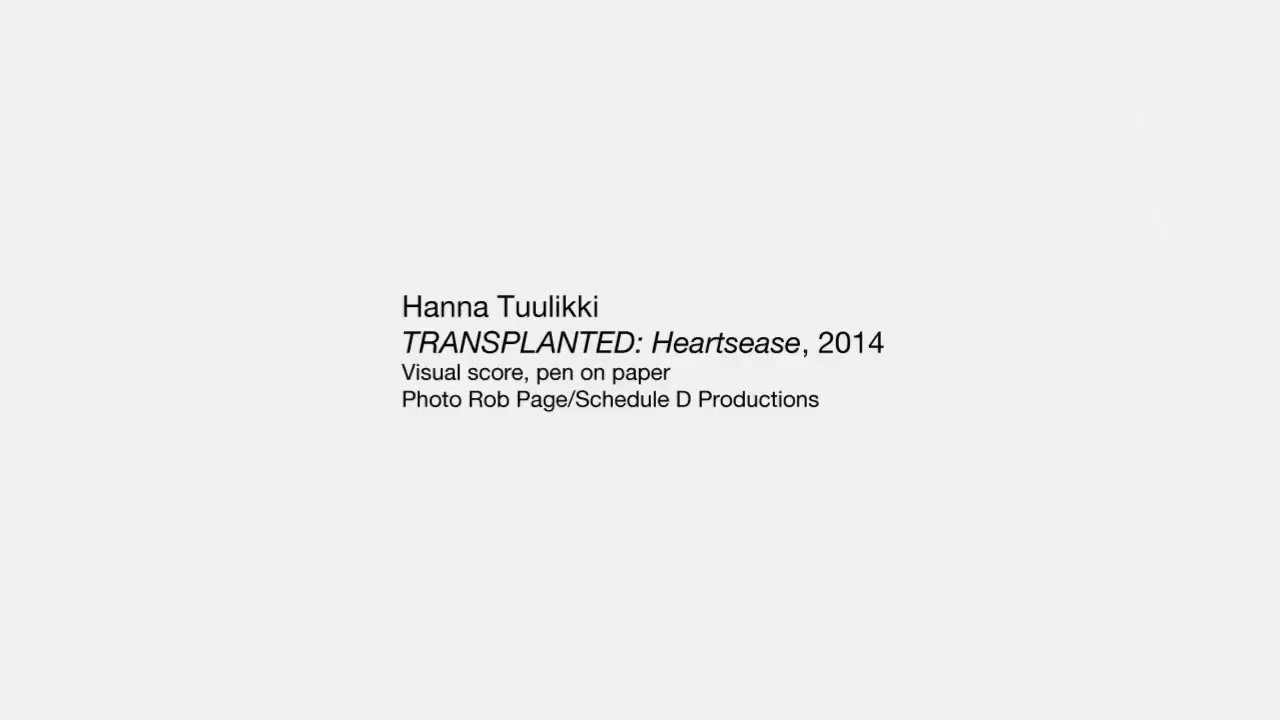 Hanna Tuulikki
TRANSPLANTED: Heartsease, 2014
Visual score, pen on paper
Photo Rob Page/Schedule D Productions